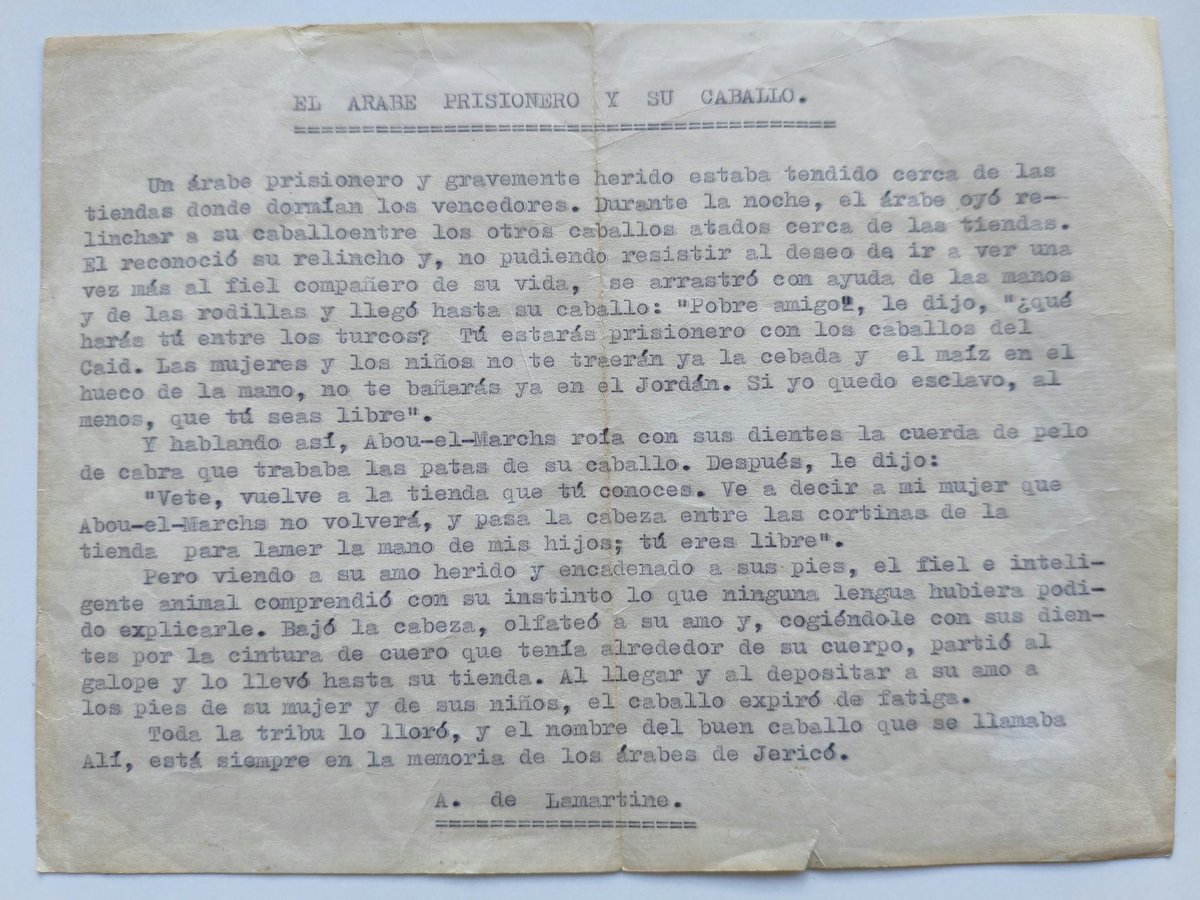 EL ARABE PRISIONERO Y SU CABALLO.
Un árabe prisionero y gravemente herido estaba tendido cerca de las
tiendas donde dormían los vencedores. Durante la noche, el árabe oyó re-
linchar a su caballoentre los otros caballos atados cerca de las tiendas.
El reconoció su relincho y, no pudiendo resistir al deseo de ir a ver una
vez más al fiel compañero de su vida, se arrastró con ayuda de las manos
y de las rodillas y llegó hasta su caballo: "Pobre amigo", le dijo, "¿qué
harás tú entre los turcos? Tú estarás prisionero con los caballos del
Caid. Las mujeres y los niños no te traerán ya la cebada y el maíz en el
hueco de la mano, no te bañarás ya en el Jordán. Si yo quedo esclavo, al
menos, que tú seas libre".
Y hablando así, Abou-el-Marchs roía con sus dientes la cuerda de pelo
de cabra que trababa las patas de su caballo. Después, le dijo:
"Vete, vuelve a la tienda que tú conoces. Ve a decir a mi mujer que
Abou-el-Marchs no volverá, y pasa la cabeza entre las cortinas de la
tienda para lamer la mano de mis hijos; tú eres libre".
Pero viendo a su amo herido y encadenado a sus pies, el fiel e inteli-
gente animal comprendió con su instinto lo que ninguna lengua hubiera podi-
do explicarle. Bajó la cabeza, olfateó a su amo y, cogiéndole con sus dien-
tes por la cintura de cuero que tenía alrededor de su cuerpo, partió al
galope y lo llevó hasta su tienda. Al llegar y al depositar a su amo a
los pies de su mujer y de sus niños, el caballo expiró de fatiga.
Toda la tribu lo lloró, y el nombre del buen caballo que se llamaba
Alí, está siempre en la memoria de los árabes de Jericó.
A. de Lamartine.